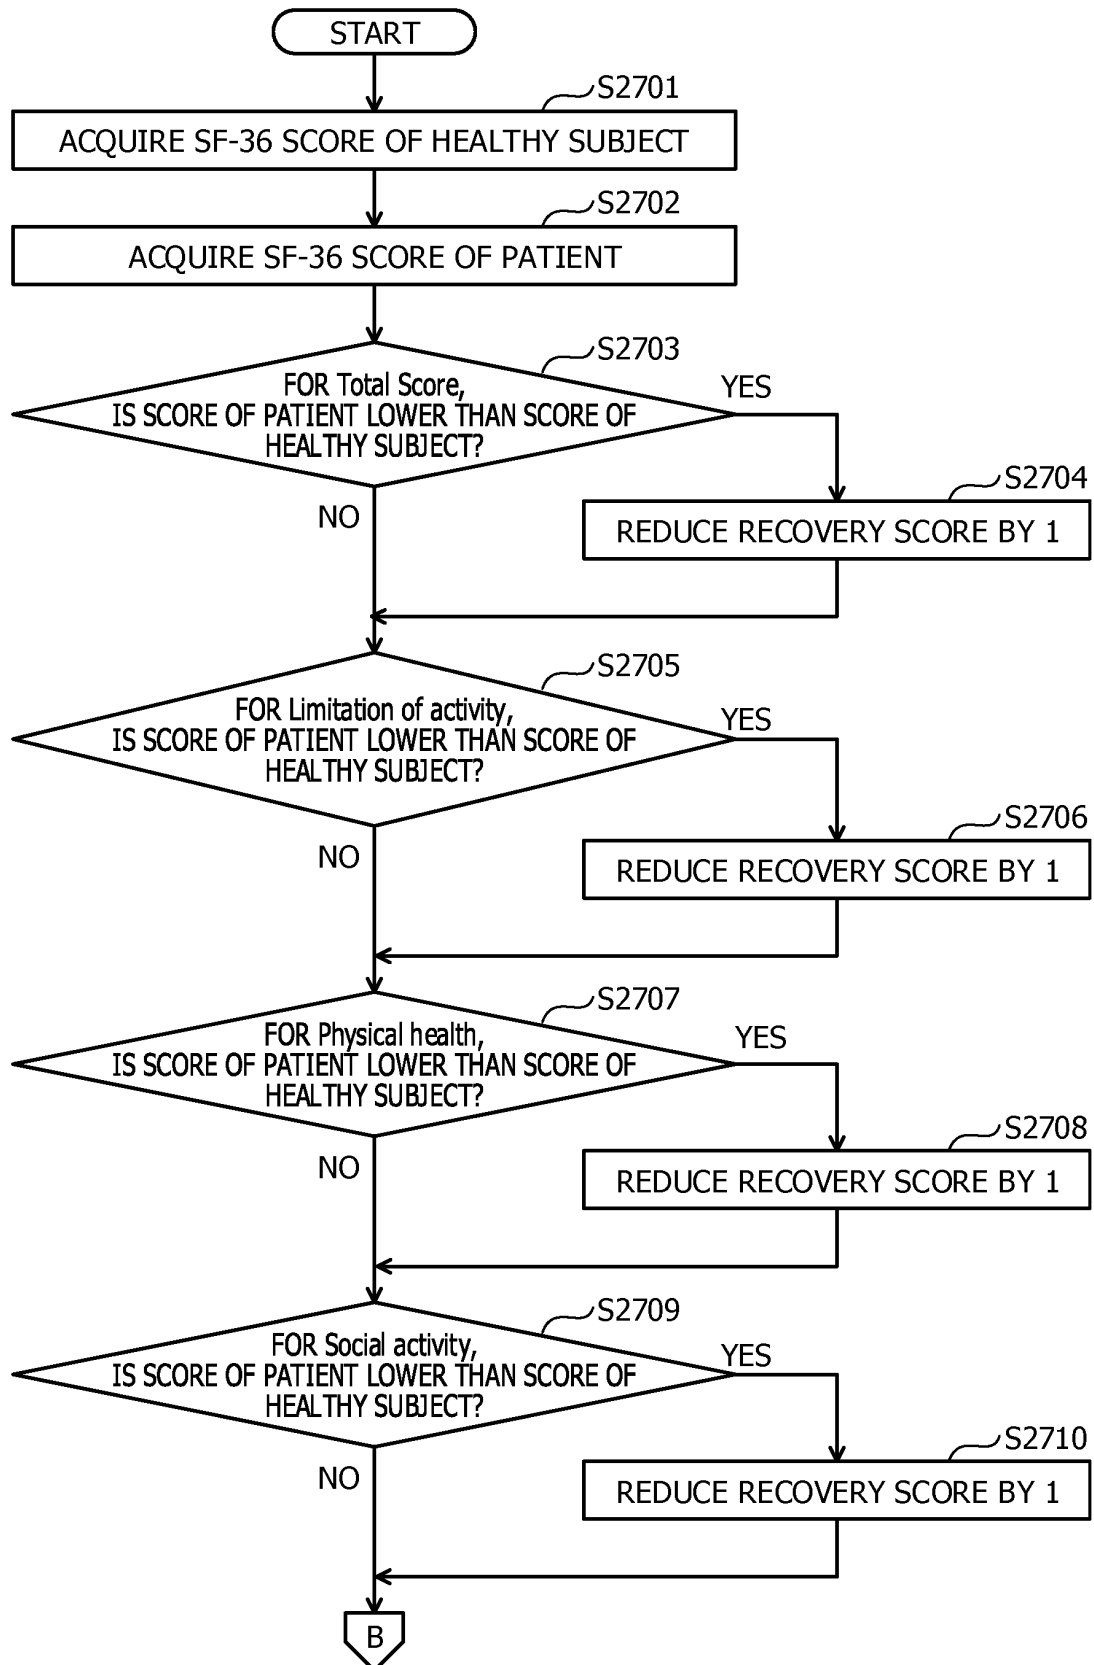 START
S2701
ACQUIRE SF-36 SCORE OF HEALTHY SUBJECT
S2702
ACQUIRE SF-36 SCORE OF PATIENT
S2703
FOR Total Score,
IS SCORE OF PATIENT LOWER THAN SCORE OF
HEALTHY SUBJECT?
YES
NO
S2704
REDUCE RECOVERY SCORE BY 1
S2705
FOR Limitation of activity,
IS SCORE OF PATIENT LOWER THAN SCORE OF
HEALTHY SUBJECT?
YES
NO
S2706
REDUCE RECOVERY SCORE BY 1
S2707
FOR Physical health,
IS SCORE OF PATIENT LOWER THAN SCORE OF
HEALTHY SUBJECT?
YES
NO
S2708
REDUCE RECOVERY SCORE BY 1
S2709
FOR Social activity,
IS SCORE OF PATIENT LOWER THAN SCORE OF
HEALTHY SUBJECT?
YES
NO
S2710
REDUCE RECOVERY SCORE BY 1
B